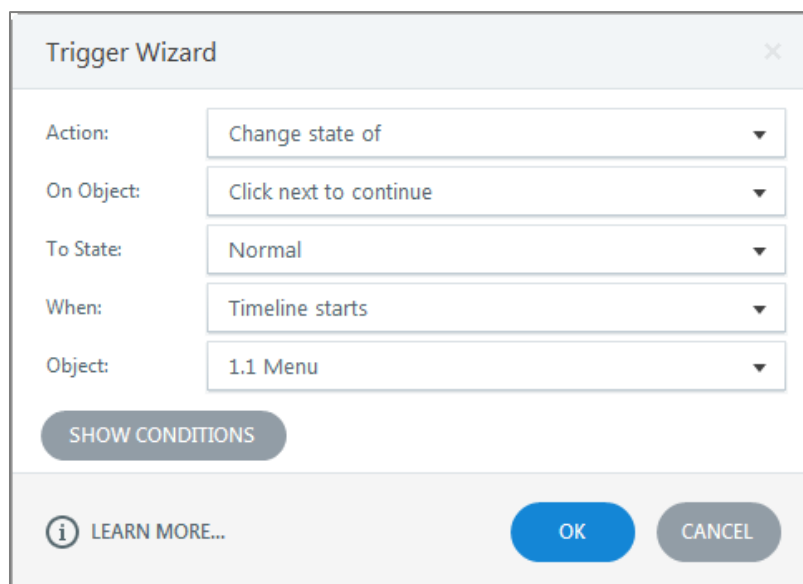 Trigger Wizard
Action: Change state of
On Object: Click next to continue
To State: Normal
When: Timeline starts
Object: 1.1 Menu
SHOW CONDITIONS
LEARN MORE... OK CANCEL